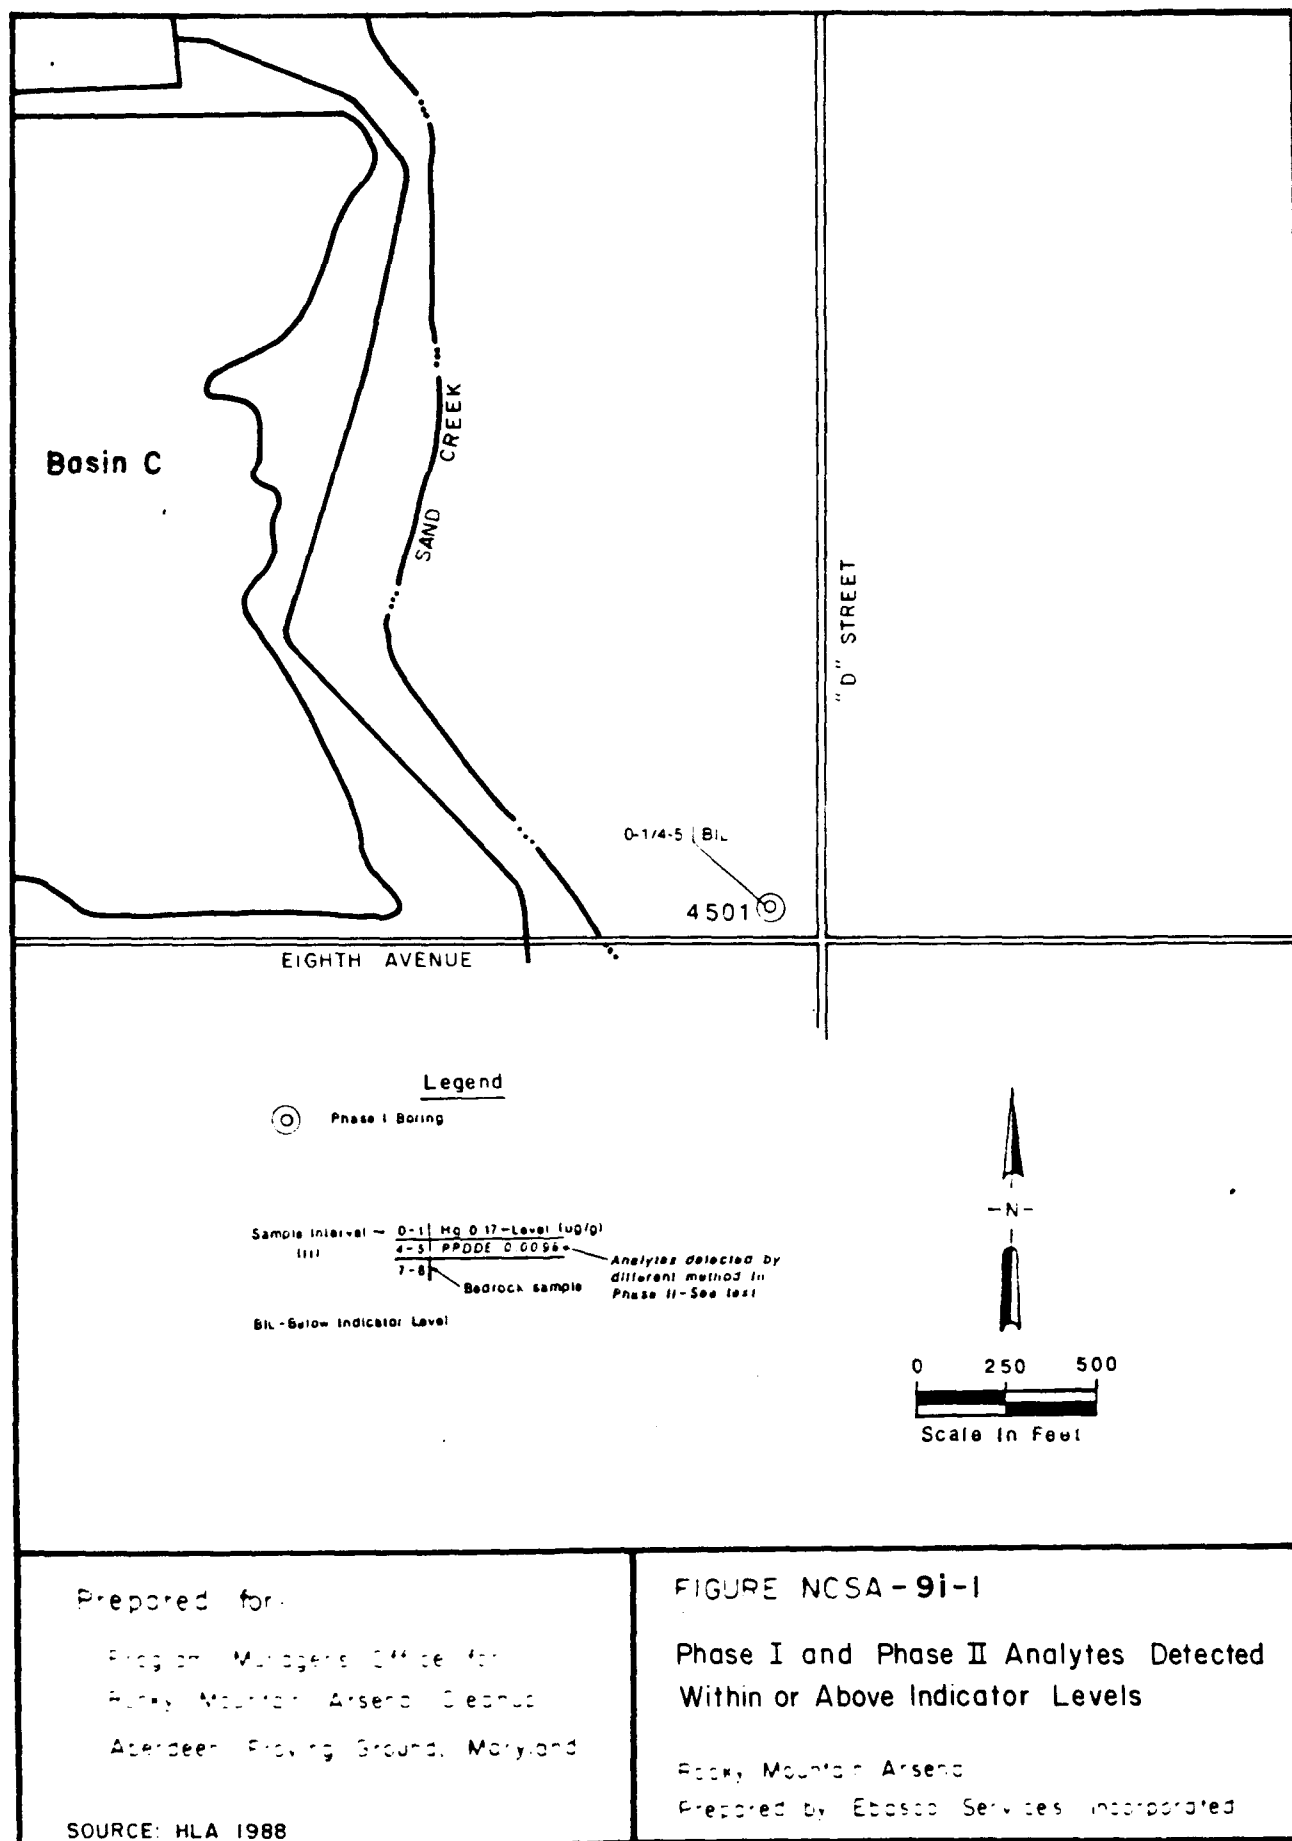 Basin C
SAND CREEK
"D" STREET
0-1/4-5 BIL
4501
EIGHTH AVENUE
Legend
Phase I Boring
Sample Interval
0-1 Hg 0.17-Level (ug/g)
4-5 PPDDE 0.0096
7-8
Analytes detected by
different method in
Phase II-See text
Bedrock sample
BIL-Below Indicator Level
-N-
0 250 500
Scale In Feet
Prepared for:
Program Managers Office for
Rocky Mountain Arsenal Cleanup
Aberdeen Proving Ground, Maryland
SOURCE: HLA 1988
FIGURE NCSA-9i-1
Phase I and Phase II Analytes Detected
Within or Above Indicator Levels
Rocky Mountain Arsenal
Prepared by Ebasco Services Incorporated